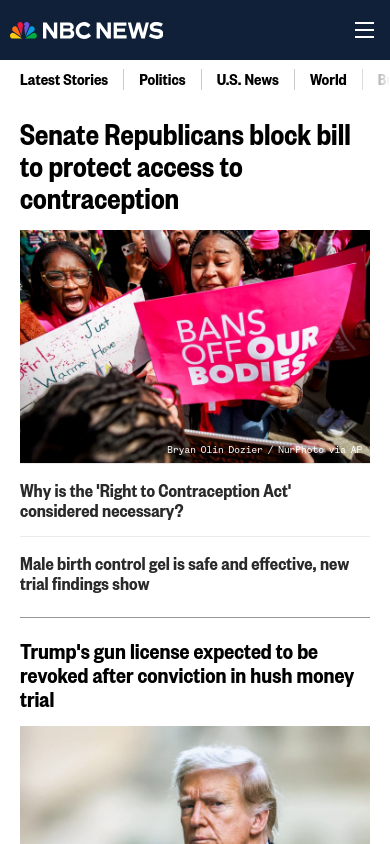 NBC NEWS
Latest Stories
Politics
U.S. News
World
Senate Republicans block bill
to protect access to
contraception
Just
Girls
Wanna Have
BANS
OFF OUR
BODIES
Bryan Olin Dozier / NurPhoto via AP
Why is the 'Right to Contraception Act'
considered necessary?
Male birth control gel is safe and effective, new
trial findings show
Trump's gun license expected to be
revoked after conviction in hush money
trial